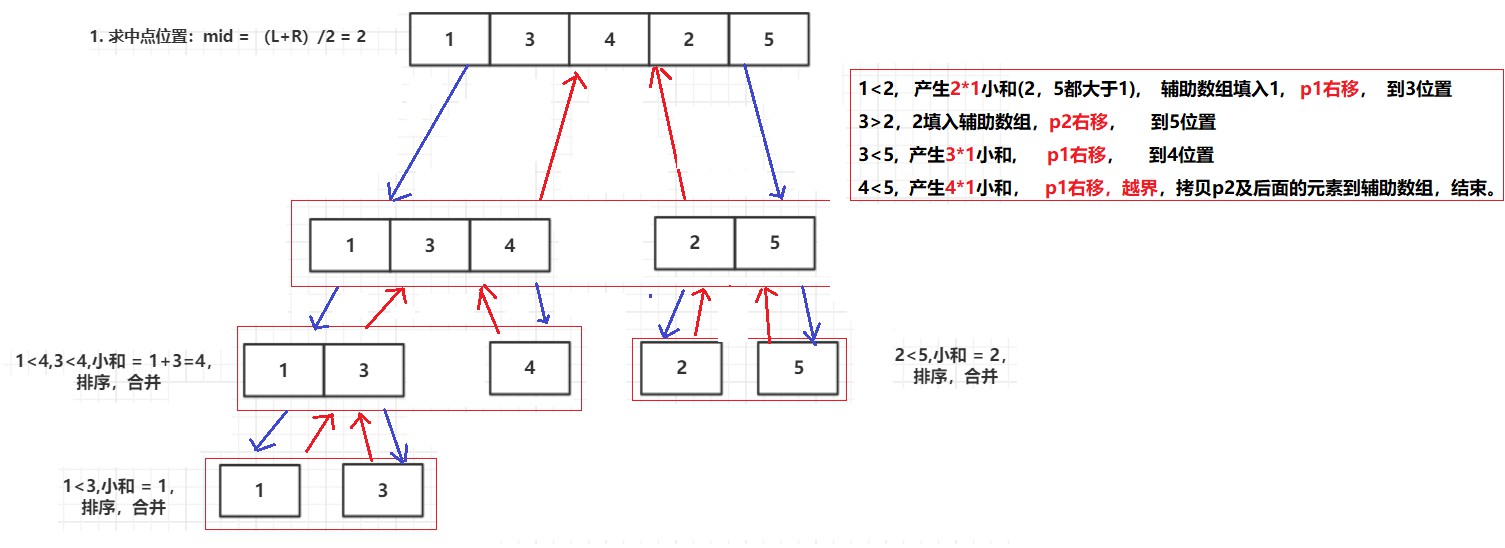 1. 求中点位置：mid = （L+R）/2 = 2
1 3 4 2 5
1<2，产生2*1小和(2，5都大于1)， 辅助数组填入1， p1右移， 到3位置
3>2，2填入辅助数组，p2右移， 到5位置
3<5, 产生3*1小和， p1右移， 到4位置
4<5, 产生4*1小和， p1右移，越界，拷贝p2及后面的元素到辅助数组，结束。
1 3 4
2 5
1<4,3<4,小和 = 1+3=4，
排序，合并
1 3
4
2
5
2<5,小和 = 2，
排序，合并
1<3,小和 = 1，
排序，合并
1
3